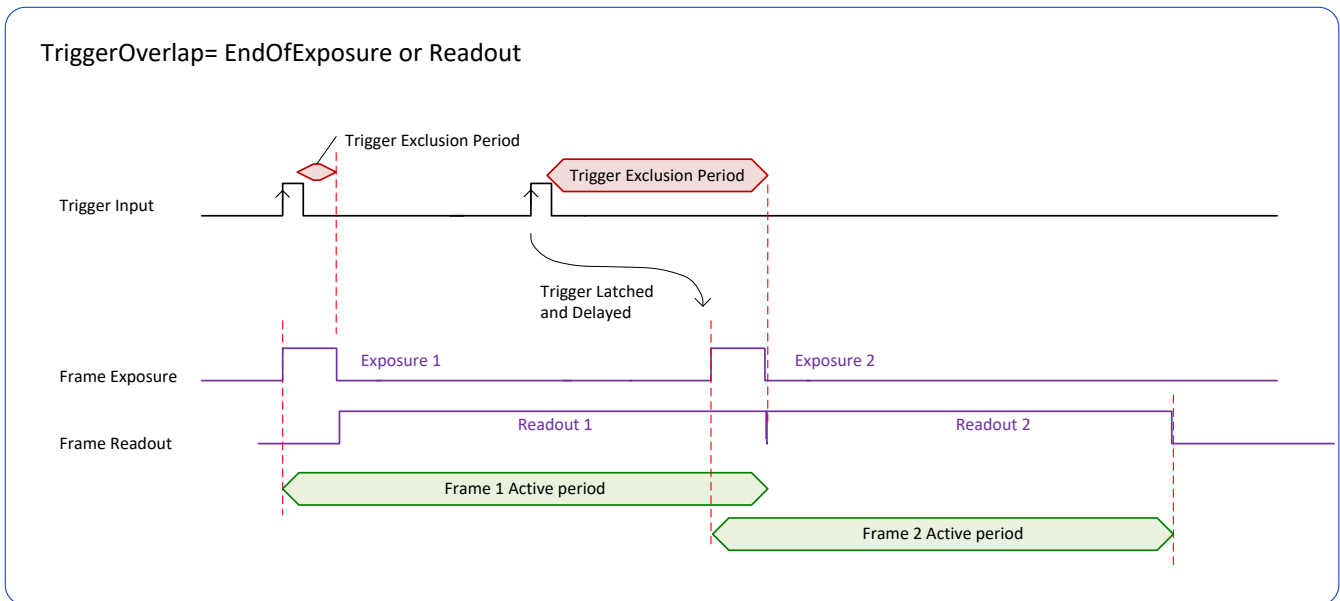 TriggerOverlap= EndOfExposure or Readout
Trigger Exclusion Period
Trigger Exclusion Period
Trigger Input
Trigger Latched
and Delayed
Exposure 1
Exposure 2
Frame Exposure
Readout 1
Readout 2
Frame Readout
Frame 1 Active period
Frame 2 Active period